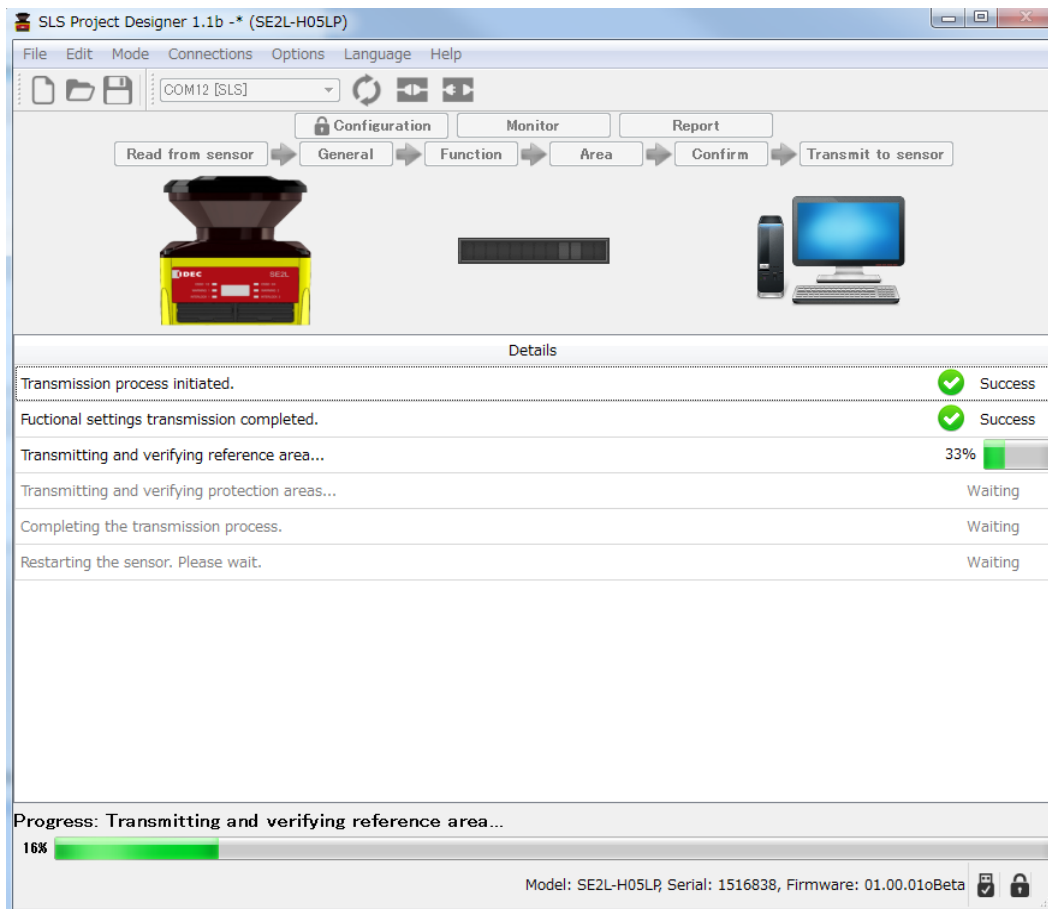 SLS Project Designer 1.1b -* (SE2L-H05LP)
File Edit Mode Connections Options Language Help
COM12 [SLS]
Configuration Monitor Report
Read from sensor General Function Area Confirm Transmit to sensor
IDEC SE2L
Details
Transmission process initiated. Success
Fuctional settings transmission completed. Success
Transmitting and verifying reference area... 33%
Transmitting and verifying protection areas... Waiting
Completing the transmission process. Waiting
Restarting the sensor. Please wait. Waiting
Progress: Transmitting and verifying reference area...
16%
Model: SE2L-H05LP, Serial: 1516838, Firmware: 01.00.01oBeta